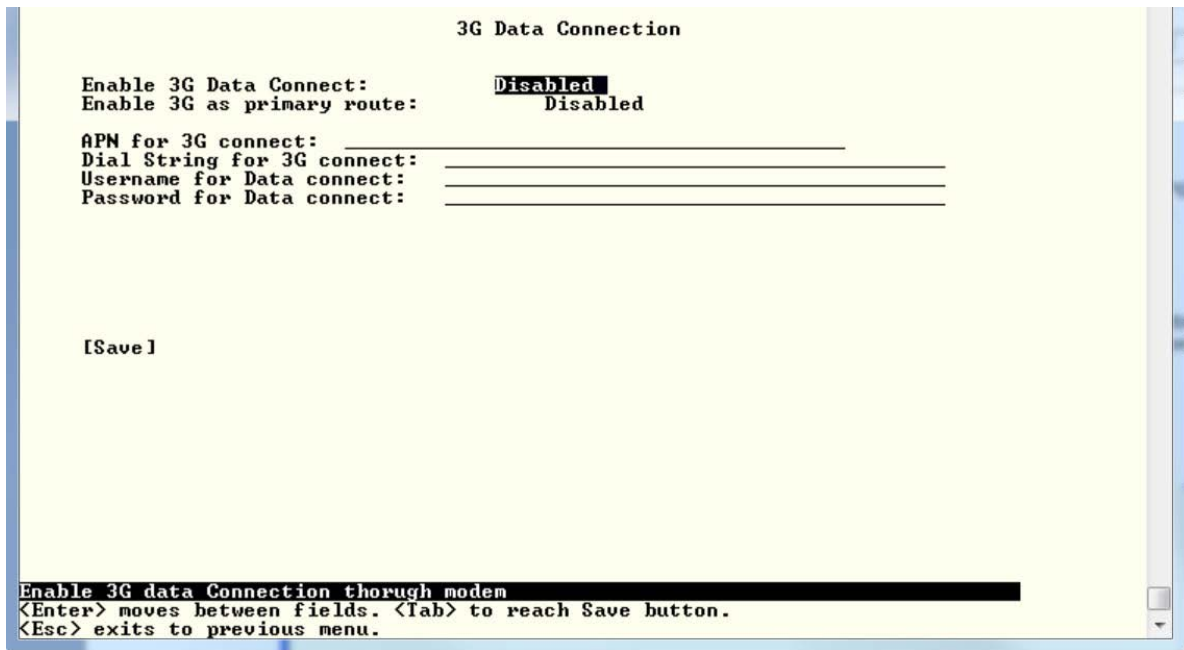 3G Data Connection
Enable 3G Data Connect: Disabled
Enable 3G as primary route: Disabled
APN for 3G connect:
Dial String for 3G connect:
Username for Data connect:
Password for Data connect:
[Save]
Enable 3G data Connection thorugh modem
<Enter> moves between fields. <Tab> to reach Save button.
<Esc> exits to previous menu.